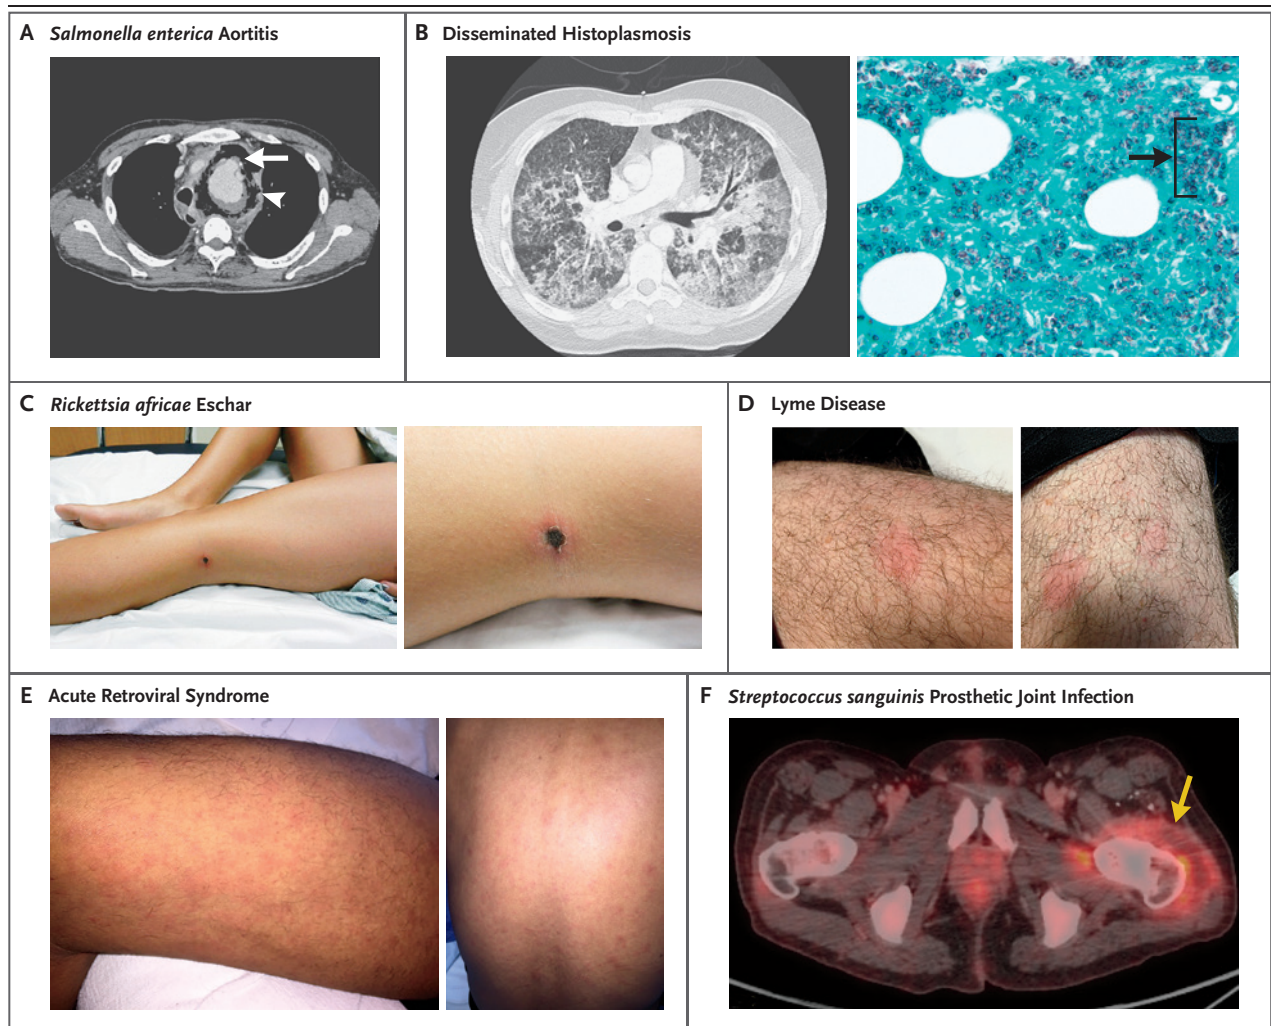 A Salmonella enterica Aortitis
B Disseminated Histoplasmosis
C Rickettsia africae Eschar
D Lyme Disease
E Acute Retroviral Syndrome
F Streptococcus sanguinis Prosthetic Joint Infection